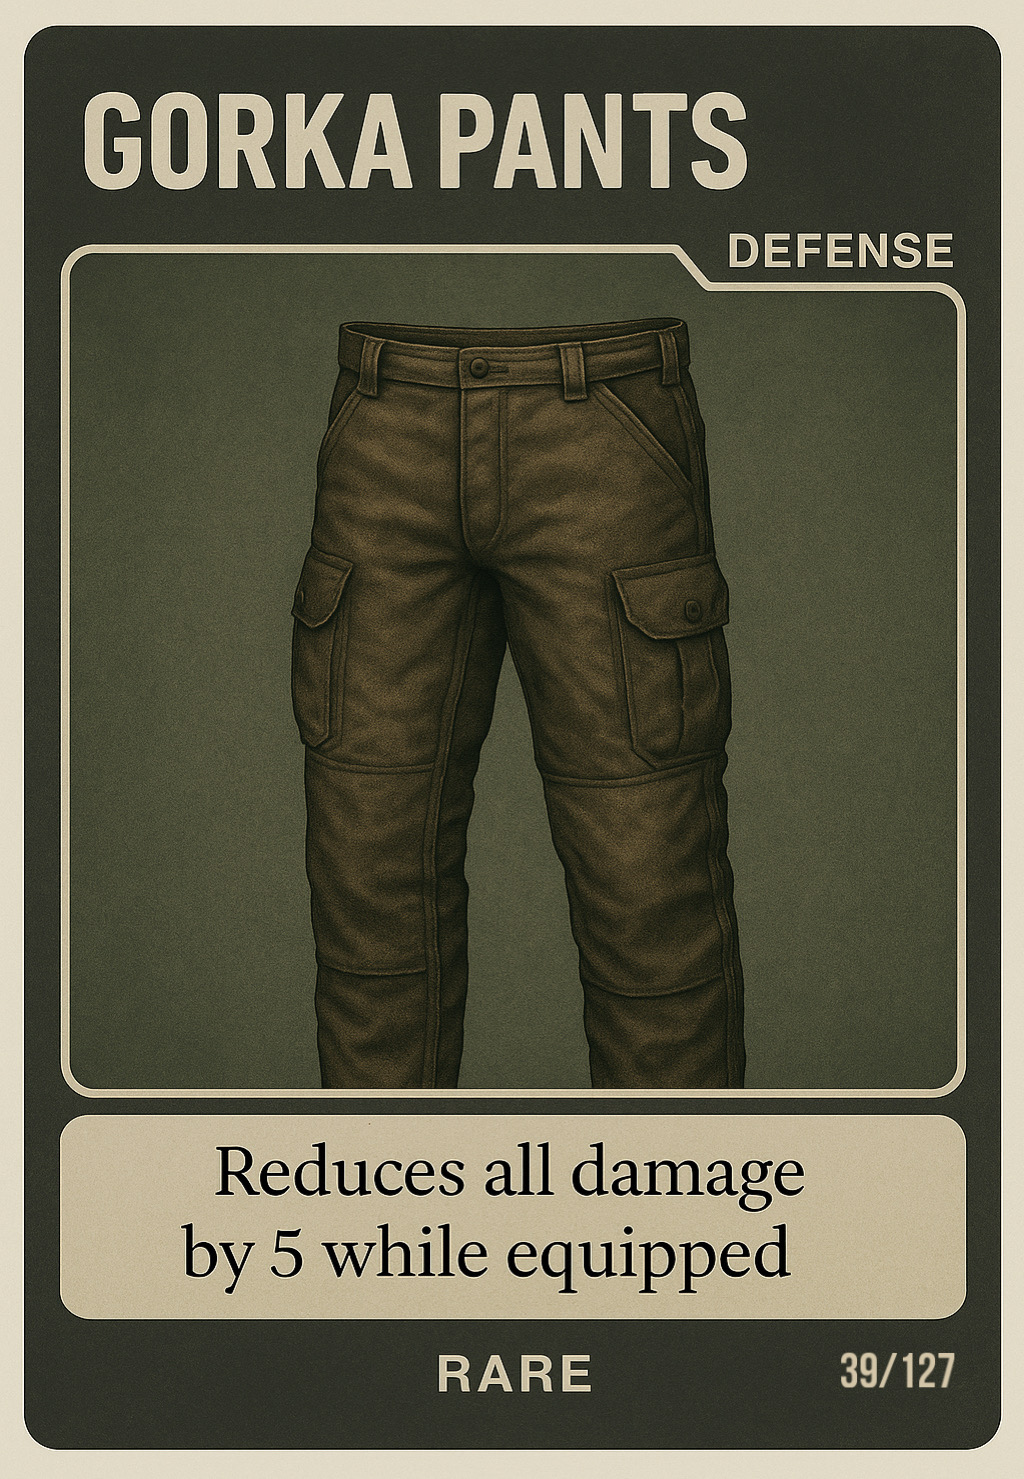 GORKA PANTS
DEFENSE
Reduces all damage
by 5 while equipped
RARE
39/127